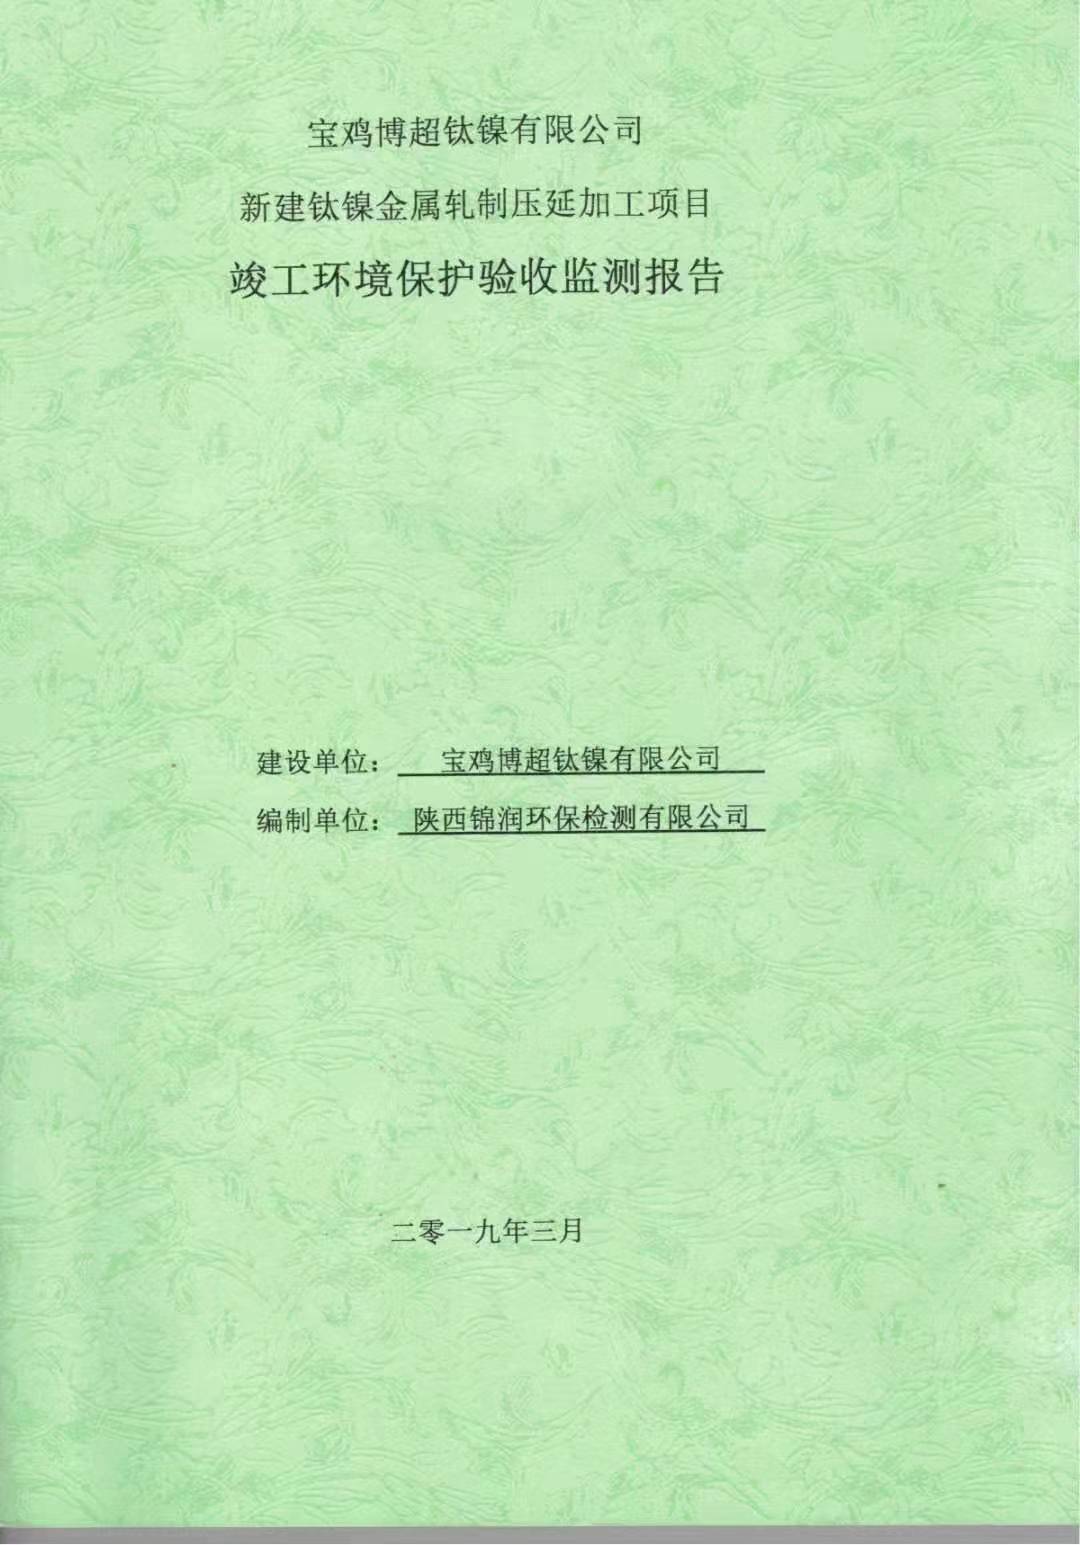 宝鸡博超钛镍有限公司
新建钛镍金属轧制压延加工项目
竣工环境保护验收监测报告
建设单位：宝鸡博超钛镍有限公司
编制单位：陕西锦润环保检测有限公司
二零一九年三月